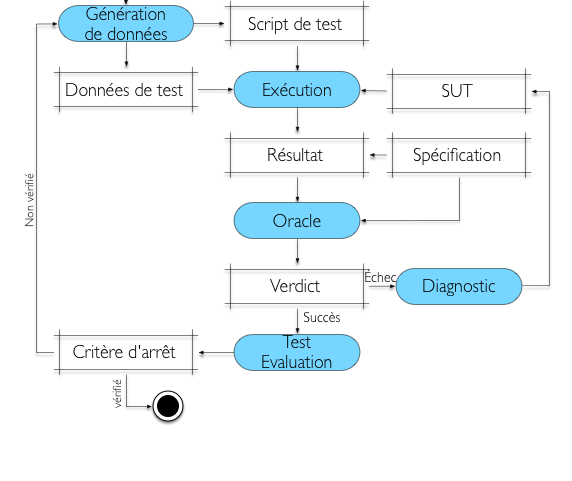 Génération
de données
Script de test
Données de test
Exécution
SUT
Résultat
Spécification
Non vérifié
Oracle
Échec
Verdict
Diagnostic
Succès
Critère d'arrêt
Test
Evaluation
vérifié